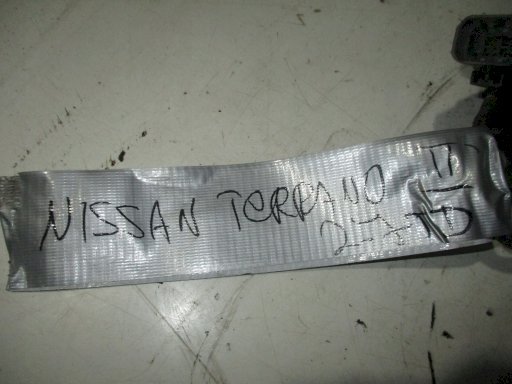 NISSAN TERRANO II
2.7 TD